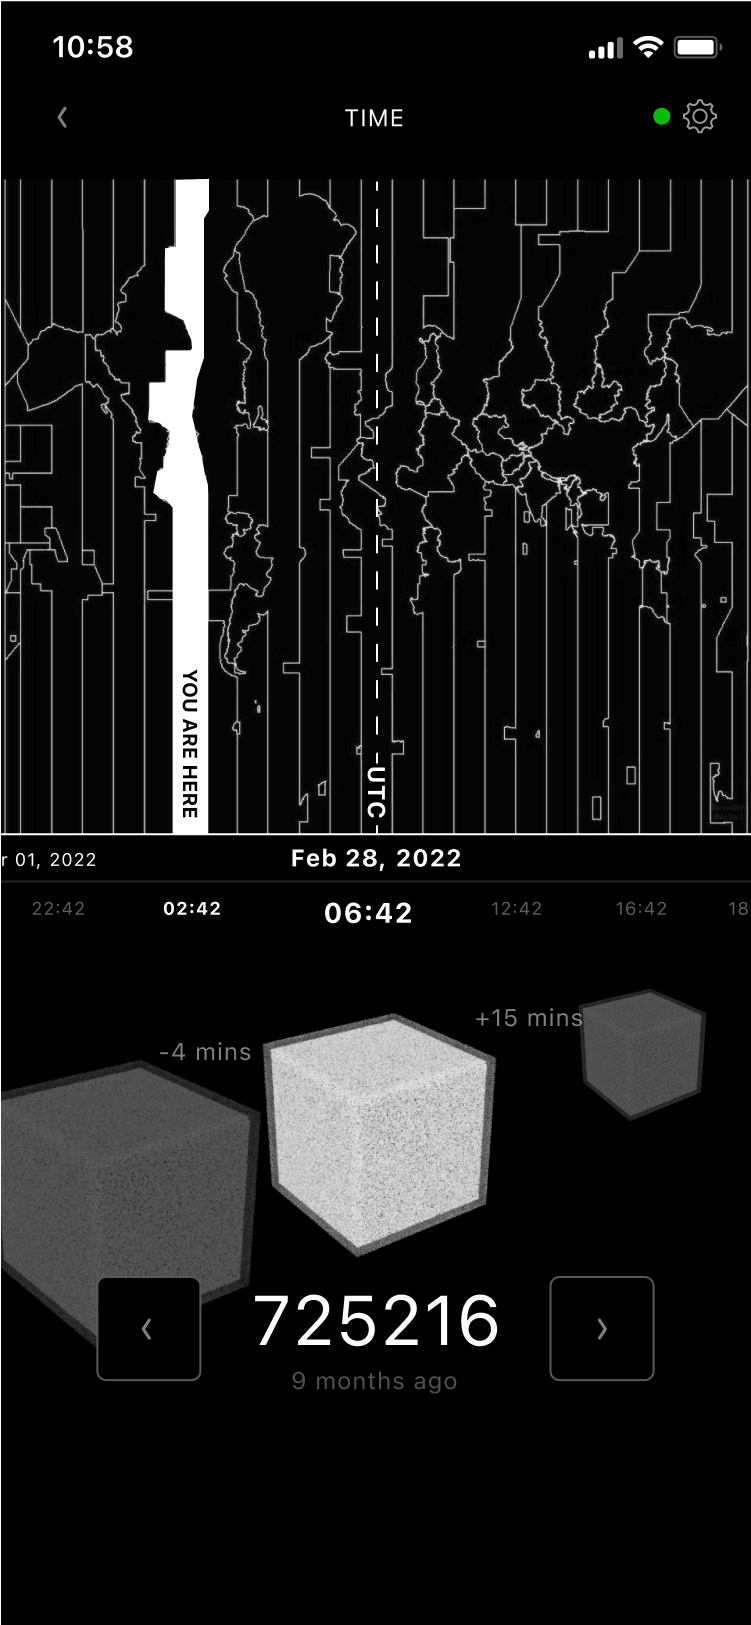 10:58
‹ TIME
YOU ARE HERE
UTC
r 01, 2022 Feb 28, 2022
22:42 02:42 06:42 12:42 16:42 18
+15 mins
-4 mins
‹ 725216 ›
9 months ago